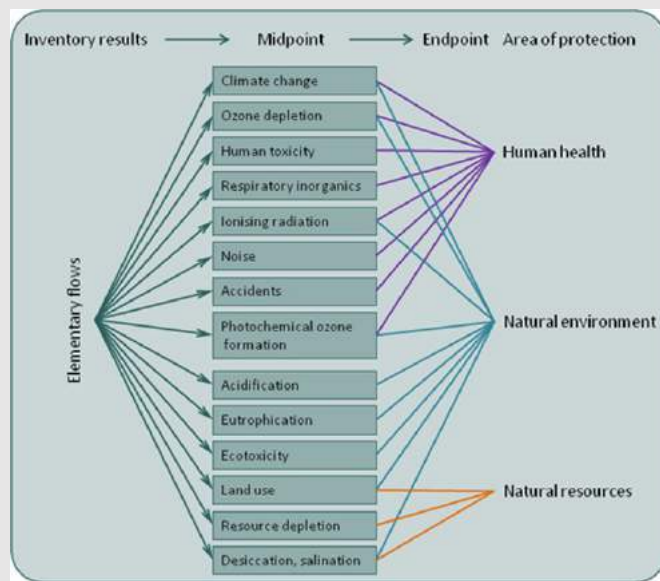 Inventory results
Midpoint
Endpoint
Area of protection
Elementary flows
Climate change
Ozone depletion
Human toxicity
Respiratory inorganics
Ionising radiation
Noise
Accidents
Photochemical ozone
formation
Acidification
Eutrophication
Ecotoxicity
Land use
Resource depletion
Desiccation, salination
Human health
Natural environment
Natural resources